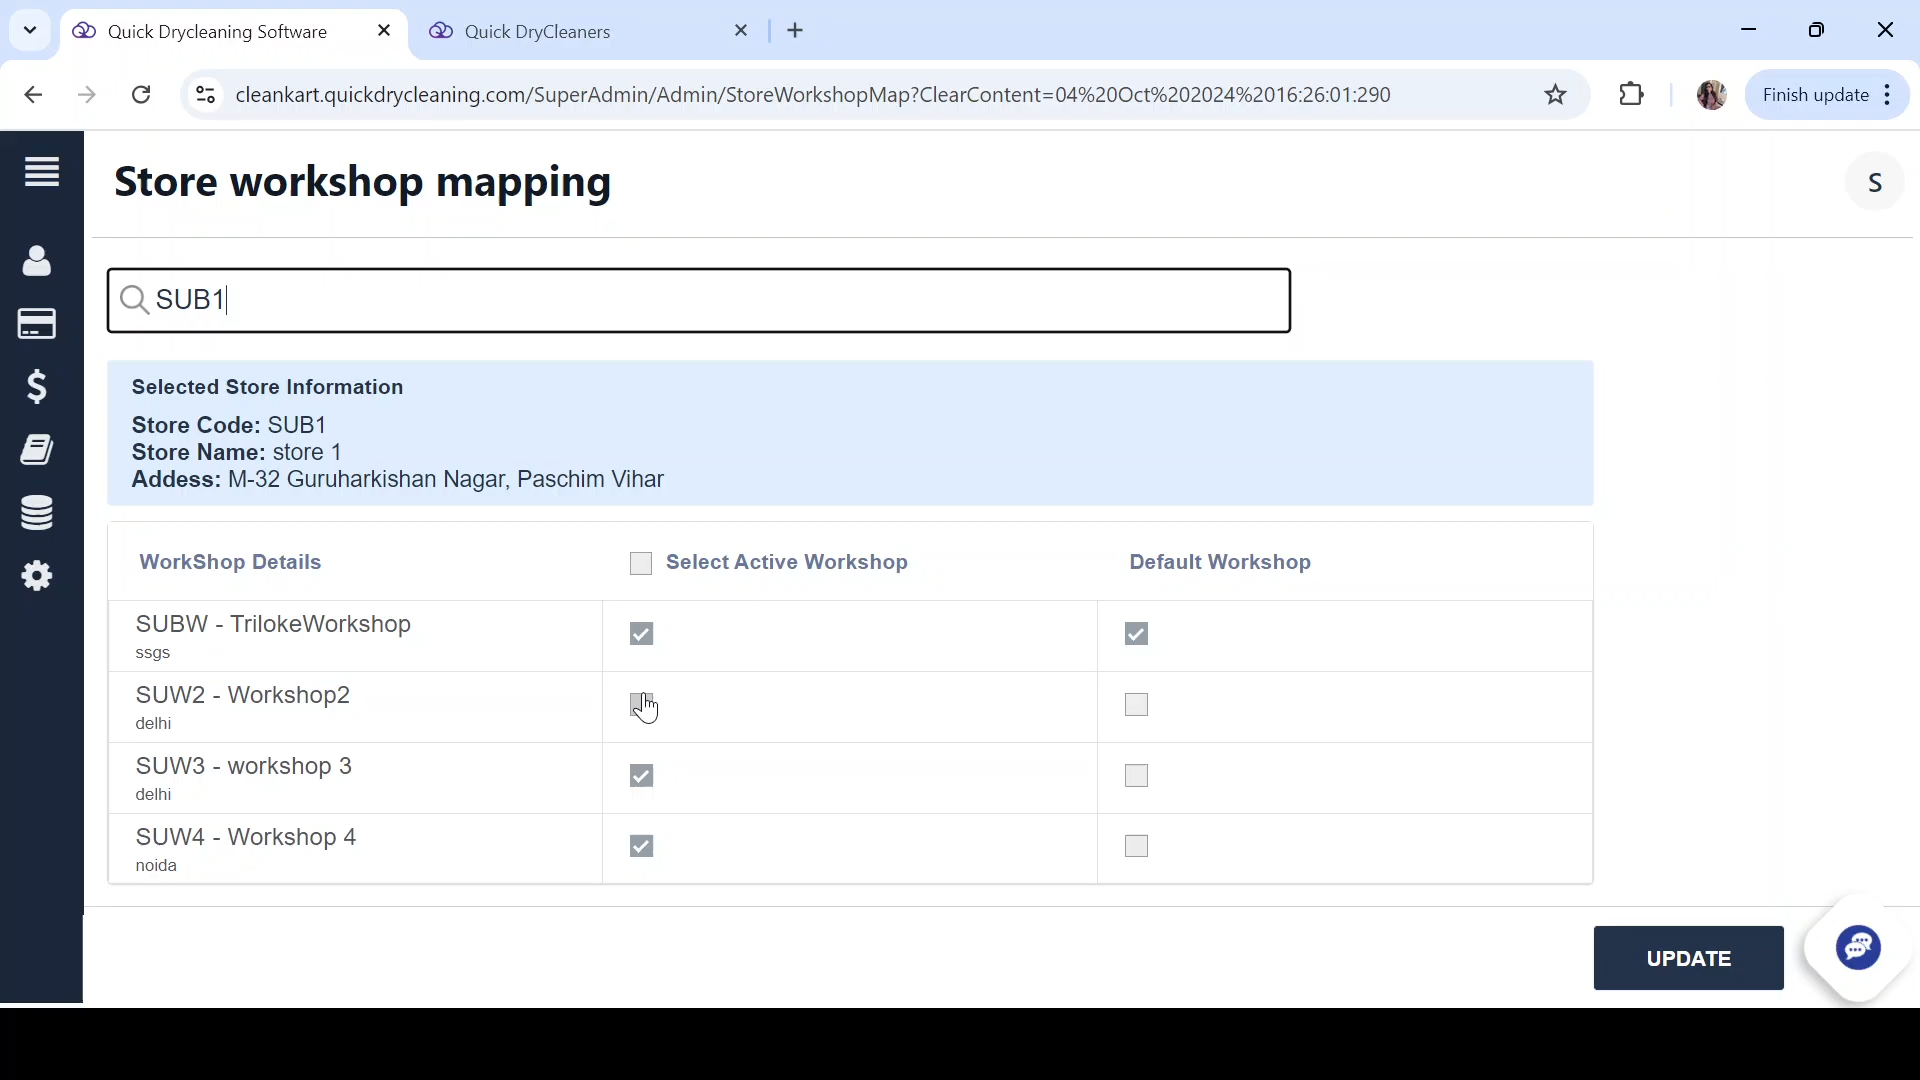 Quick Drycleaning Software
Quick DryCleaners
cleankart.quickdrycleaning.com/SuperAdmin/Admin/StoreWorkshopMap?ClearContent=04%20Oct%202024%2016:26:01:290
Finish update
Store workshop mapping
S
SUB1
Selected Store Information
Store Code: SUB1
Store Name: store 1
Addess: M-32 Guruharkishan Nagar, Paschim Vihar
WorkShop Details
Select Active Workshop
Default Workshop
SUBW - TrilokeWorkshop
ssgs
SUW2 - Workshop2
delhi
SUW3 - workshop 3
delhi
SUW4 - Workshop 4
noida
UPDATE